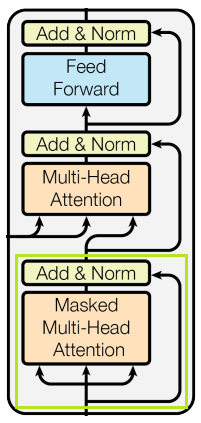 Add & Norm
Feed
Forward
Add & Norm
Multi-Head
Attention
Add & Norm
Masked
Multi-Head
Attention